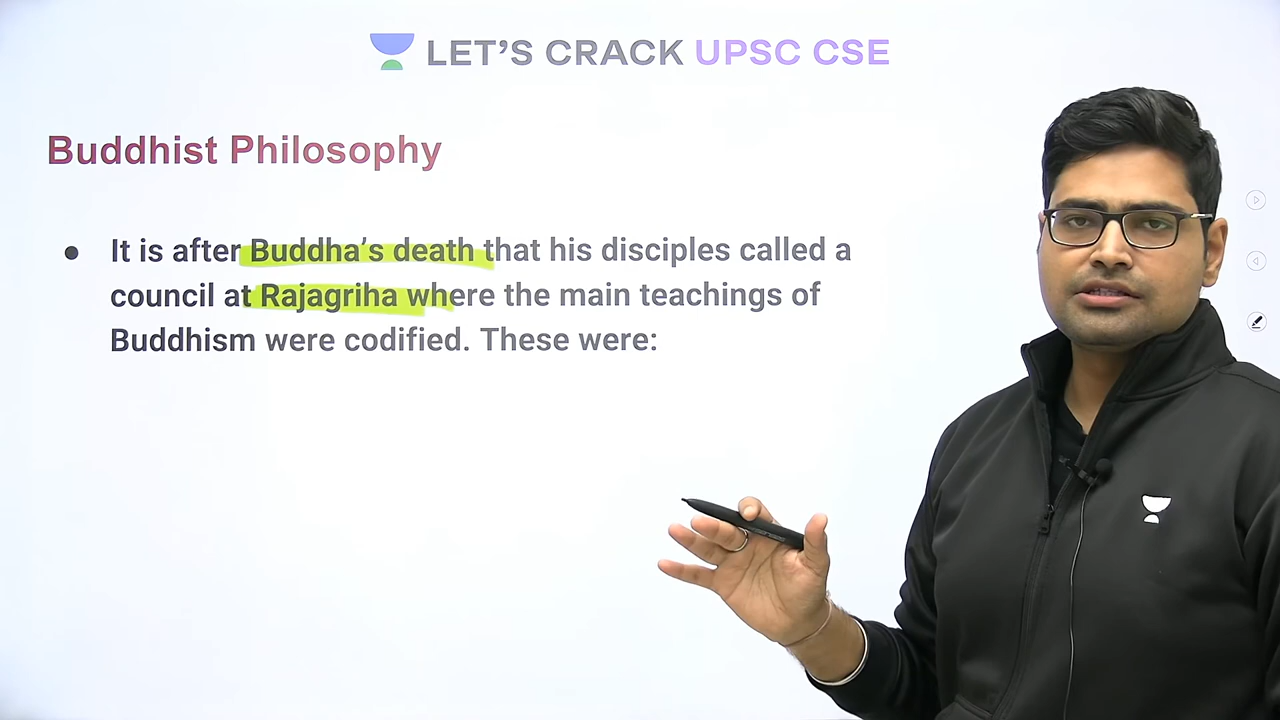 LET'S CRACK UPSC CSE
Buddhist Philosophy
● It is after Buddha's death that his disciples called a
council at Rajagriha where the main teachings of
Buddhism were codified. These were: